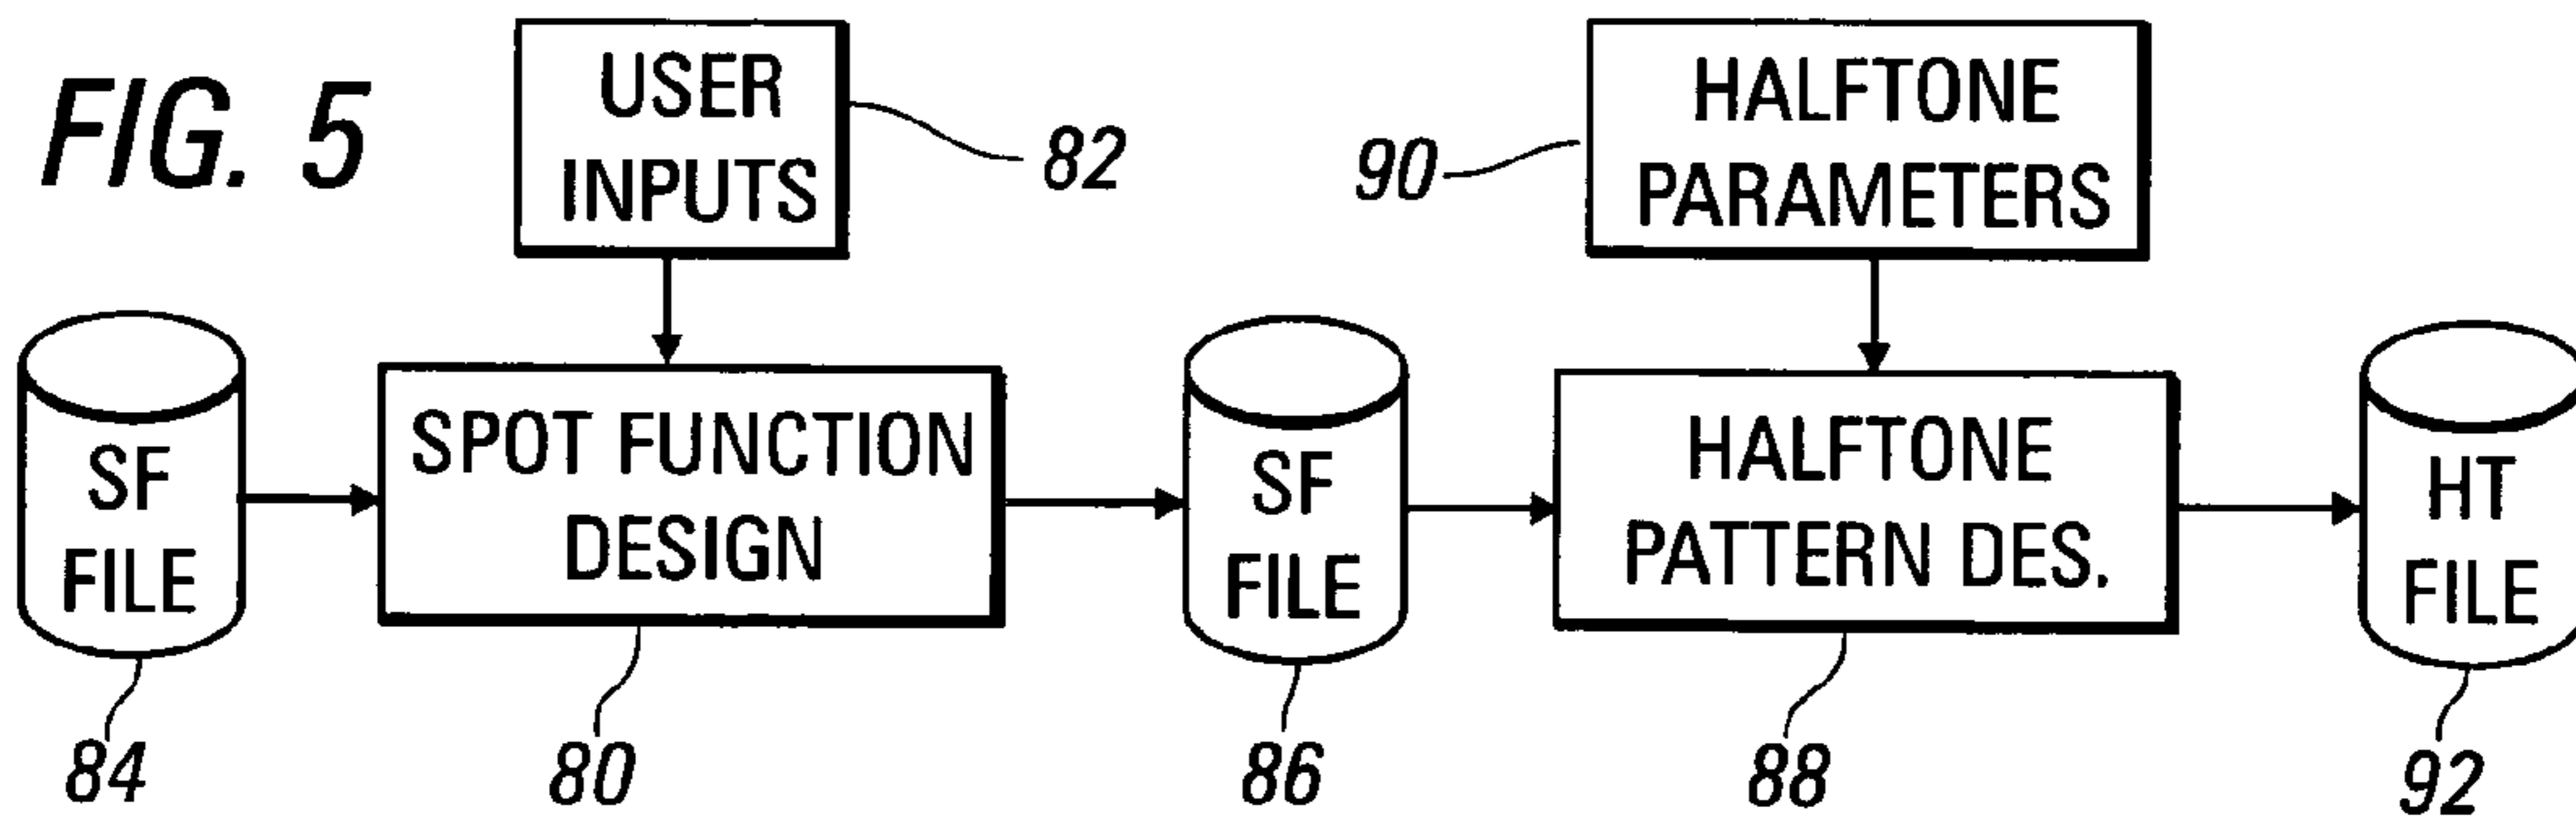 FIG. 5
USER
INPUTS
82
90
HALFTONE
PARAMETERS
SF
FILE
84
SPOT FUNCTION
DESIGN
80
SF
FILE
86
HALFTONE
PATTERN DES.
88
HT
FILE
92